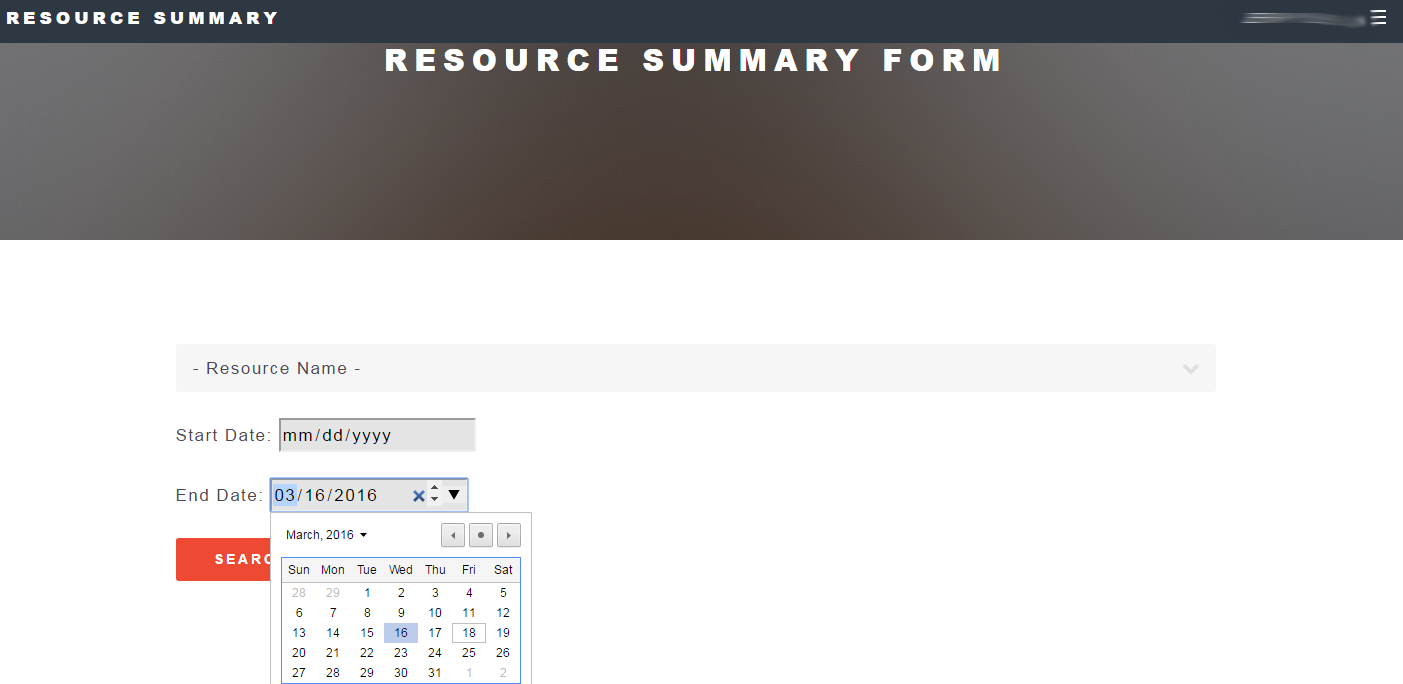 RESOURCE SUMMARY
RESOURCE SUMMARY FORM
- Resource Name -
Start Date: mm/dd/yyyy
End Date: 03/16/2016
SEARC
March, 2016
Sun Mon Tue Wed Thu Fri Sat
28 29 1 2 3 4 5
6 7 8 9 10 11 12
13 14 15 16 17 18 19
20 21 22 23 24 25 26
27 28 29 30 31 1 2